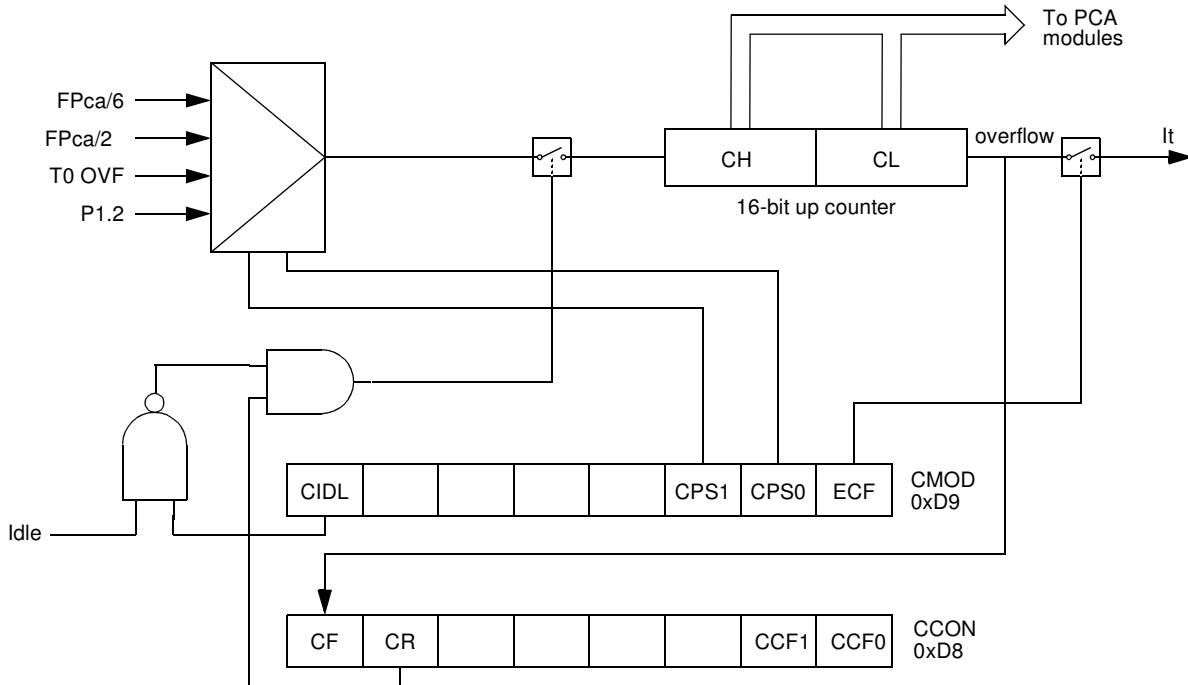 To PCA
modules
FPca/6
FPca/2
T0 OVF
P1.2
overflow
It
CH
CL
16-bit up counter
CIDL
CPS1
CPS0
ECF
CMOD
0xD9
Idle
CF
CR
CCF1
CCF0
CCON
0xD8